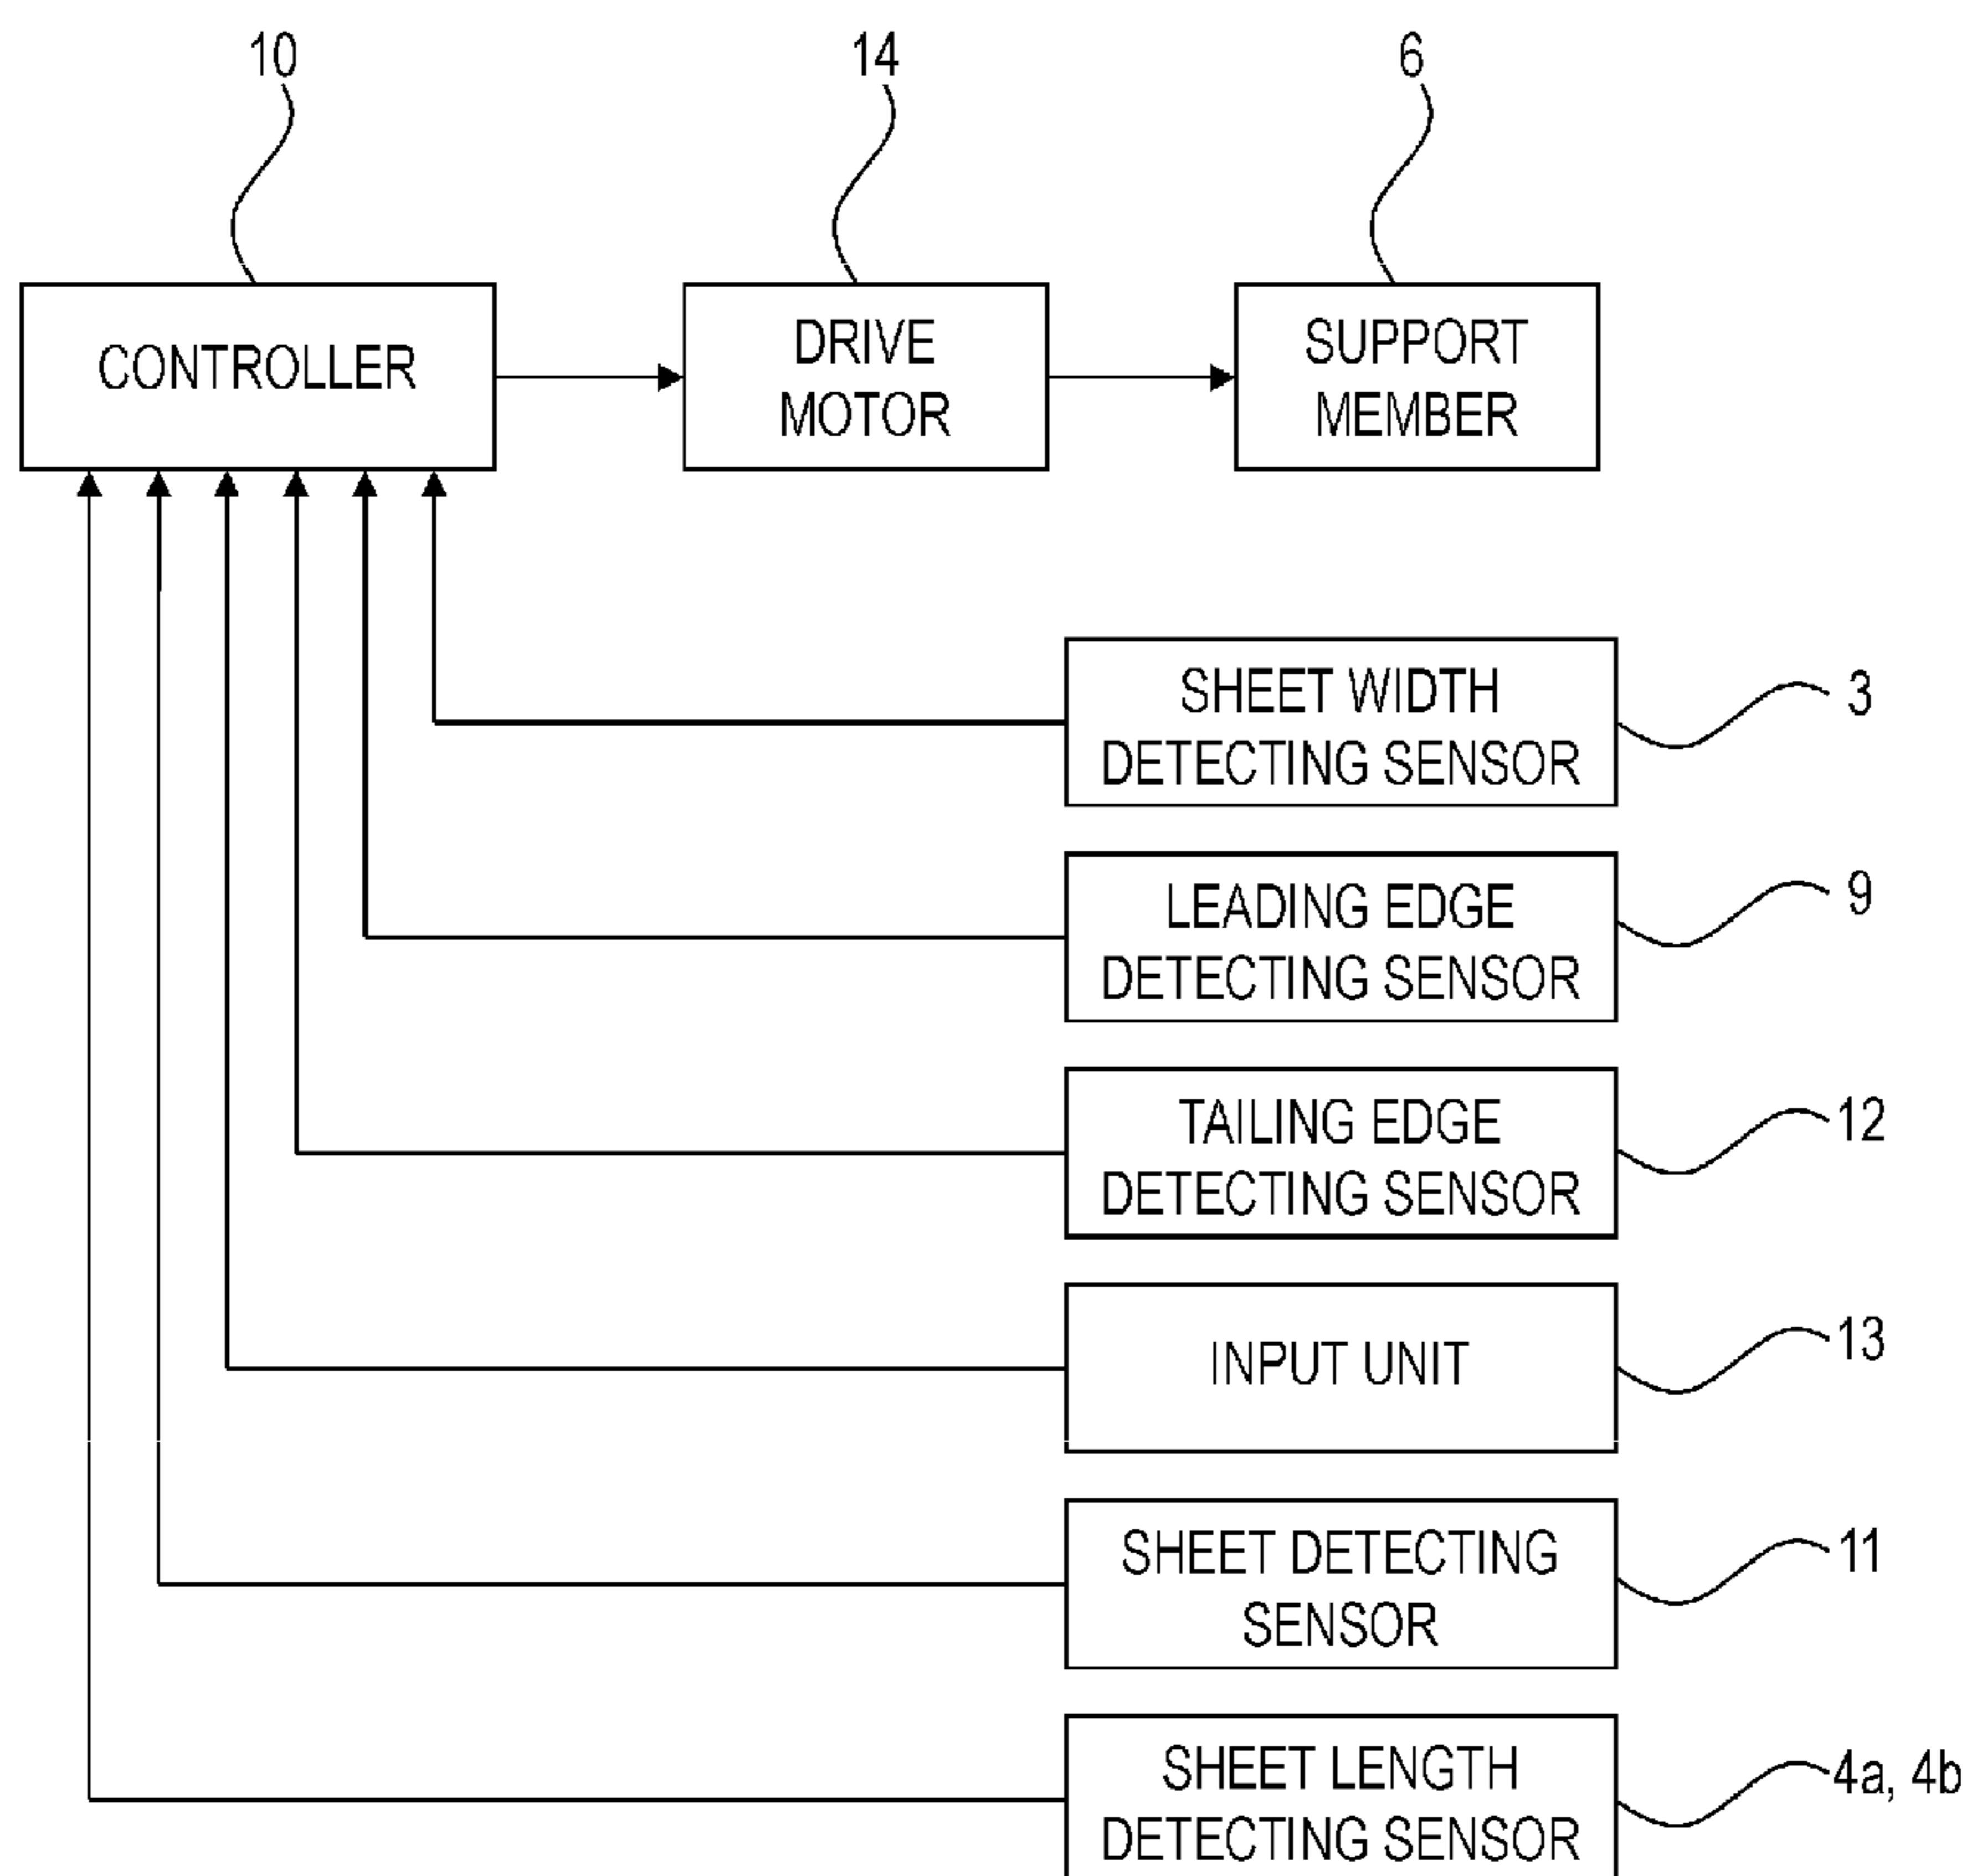 10
14
6
CONTROLLER
DRIVE
MOTOR
SUPPORT
MEMBER
SHEET WIDTH
DETECTING SENSOR
3
LEADING EDGE
DETECTING SENSOR
9
TAILING EDGE
DETECTING SENSOR
12
INPUT UNIT
13
SHEET DETECTING
SENSOR
11
SHEET LENGTH
DETECTING SENSOR
4a, 4b